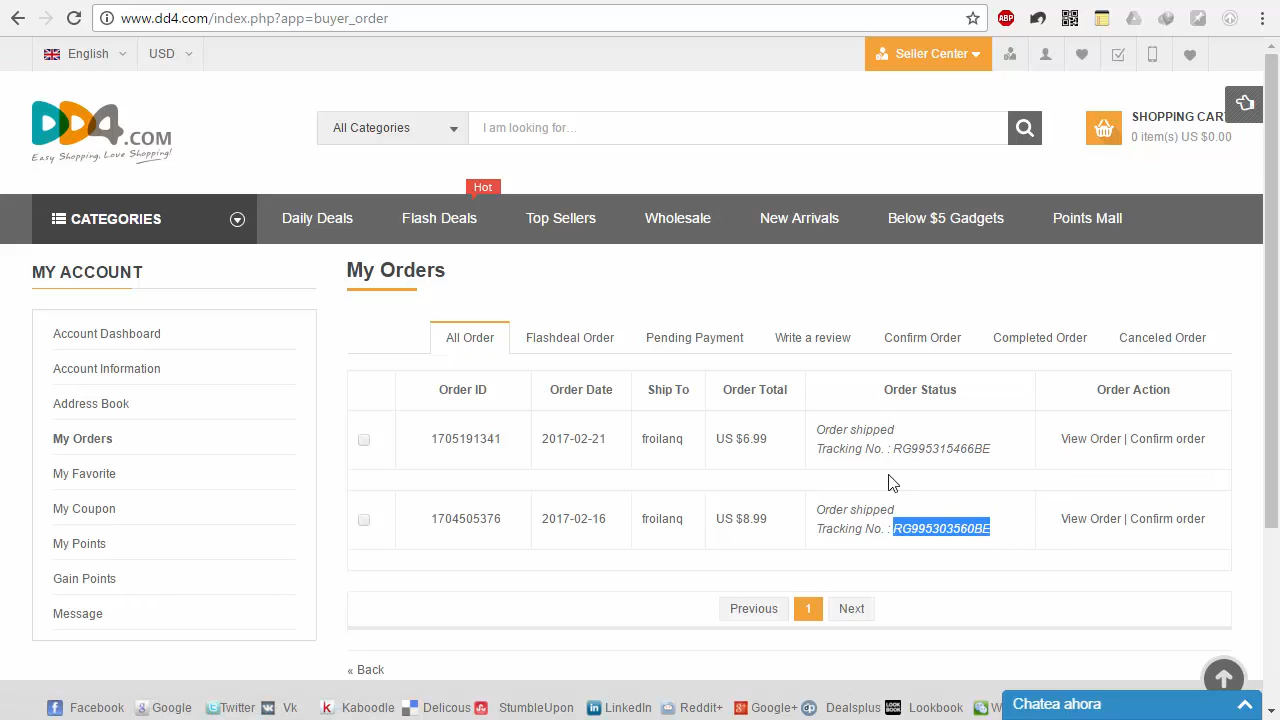 www.dd4.com/index.php?app=buyer_order
ABP
English
USD
Seller Center
DD4.COM
Easy Shopping, Love Shopping!
All Categories
I am looking for...
SHOPPING CAR
0 item(s) US $0.00
Hot
CATEGORIES
Daily Deals
Flash Deals
Top Sellers
Wholesale
New Arrivals
Below $5 Gadgets
Points Mall
MY ACCOUNT
Account Dashboard
Account Information
Address Book
My Orders
My Favorite
My Coupon
My Points
Gain Points
Message
My Orders
All Order
Flashdeal Order
Pending Payment
Write a review
Confirm Order
Completed Order
Canceled Order
Order ID
Order Date
Ship To
Order Total
Order Status
Order Action
1705191341
2017-02-21
froilanq
US $6.99
Order shipped
Tracking No. : RG995315466BE
View Order | Confirm order
1704505376
2017-02-16
froilanq
US $8.99
Order shipped
Tracking No. : RG995303560BE
View Order | Confirm order
Previous
1
Next
« Back
Facebook
Google
Twitter
Vk
Kaboodle
Delicous
StumbleUpon
LinkedIn
Reddit+
Google+
Dealsplus
Lookbook
W
Chatea ahora